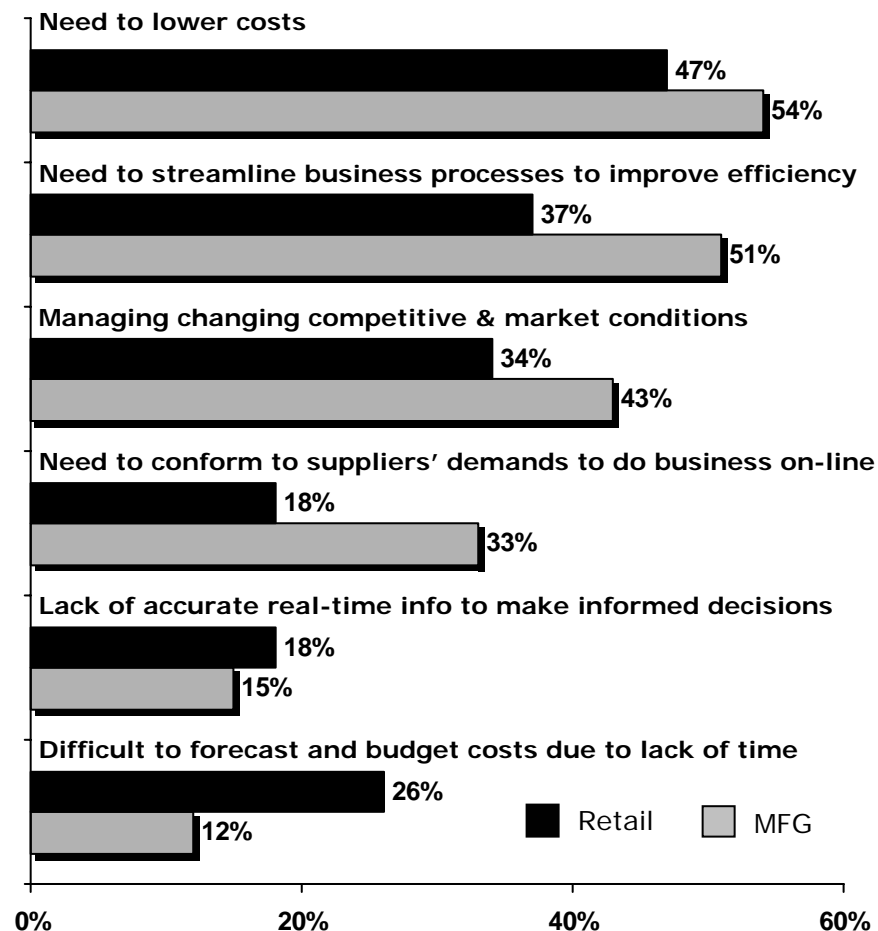 Need to lower costs
47%
54%
Need to streamline business processes to improve efficiency
37%
51%
Managing changing competitive & market conditions
34%
43%
Need to conform to suppliers’ demands to do business on-line
18%
33%
Lack of accurate real-time info to make informed decisions
18%
15%
Difficult to forecast and budget costs due to lack of time
26%
12%
Retail MFG
0% 20% 40% 60%